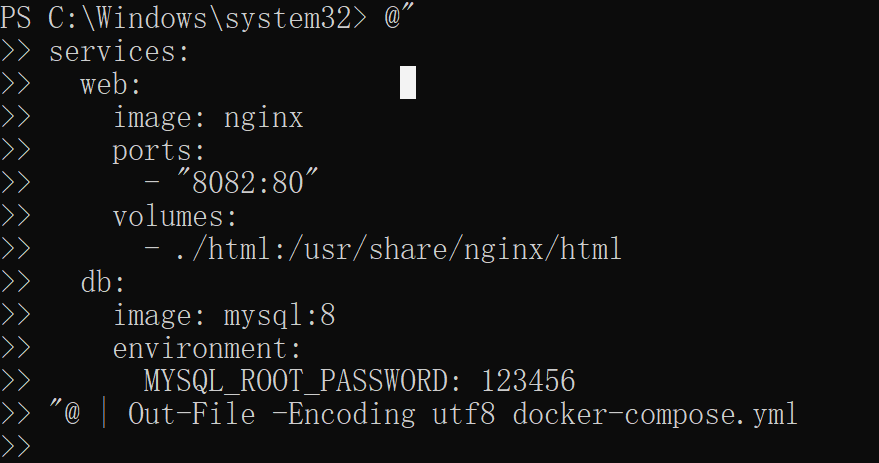 PS C:\Windows\system32> @"
>> services:
>>   web:
>>     image: nginx
>>     ports:
>>       - "8082:80"
>>     volumes:
>>       - ./html:/usr/share/nginx/html
>>   db:
>>     image: mysql:8
>>     environment:
>>       MYSQL_ROOT_PASSWORD: 123456
>> "@ | Out-File -Encoding utf8 docker-compose.yml
>>